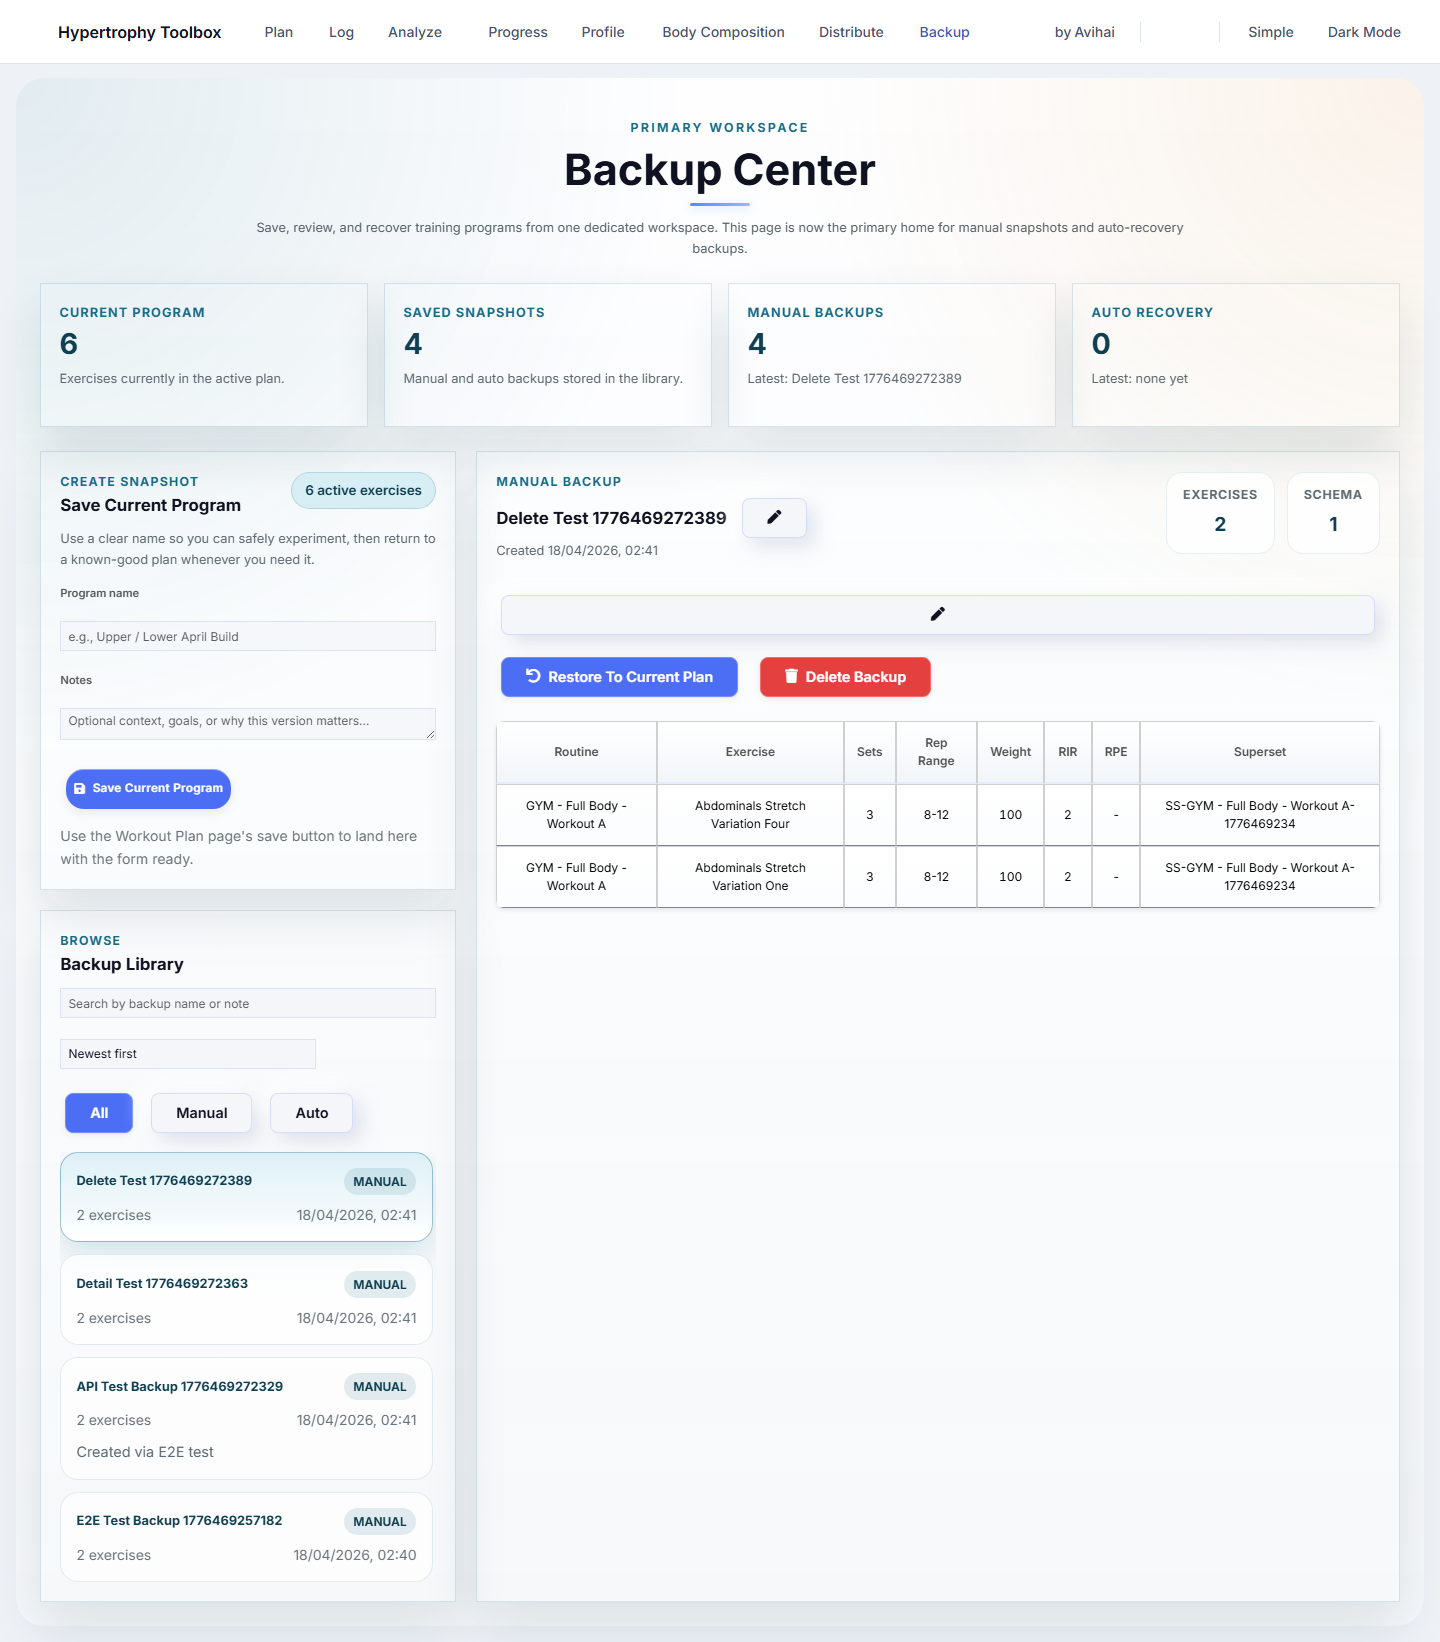 Hypertrophy Toolbox Plan Log Analyze Progress Profile Body Composition Distribute Backup by Avihai Simple Dark Mode
PRIMARY WORKSPACE
Backup Center
Save, review, and recover training programs from one dedicated workspace. This page is now the primary home for manual snapshots and auto-recovery
backups.
CURRENT PROGRAM
6
Exercises currently in the active plan.
SAVED SNAPSHOTS
4
Manual and auto backups stored in the library.
MANUAL BACKUPS
4
Latest: Delete Test 1776469272389
AUTO RECOVERY
0
Latest: none yet
CREATE SNAPSHOT
Save Current Program
6 active exercises
Use a clear name so you can safely experiment, then return to
a known-good plan whenever you need it.
Program name
e.g., Upper / Lower April Build
Notes
Optional context, goals, or why this version matters...
Save Current Program
Use the Workout Plan page's save button to land here
with the form ready.
BROWSE
Backup Library
Search by backup name or note
Newest first
All Manual Auto
Delete Test 1776469272389 MANUAL
2 exercises 18/04/2026, 02:41
Detail Test 1776469272363 MANUAL
2 exercises 18/04/2026, 02:41
API Test Backup 1776469272329 MANUAL
2 exercises 18/04/2026, 02:41
Created via E2E test
E2E Test Backup 1776469257182 MANUAL
2 exercises 18/04/2026, 02:40
MANUAL BACKUP
Delete Test 1776469272389
Created 18/04/2026, 02:41
EXERCISES
2
SCHEMA
1
Restore To Current Plan Delete Backup
Routine Exercise Sets Rep Range Weight RIR RPE Superset
GYM - Full Body - Workout A Abdominals Stretch Variation Four 3 8-12 100 2 - SS-GYM - Full Body - Workout A-1776469234
GYM - Full Body - Workout A Abdominals Stretch Variation One 3 8-12 100 2 - SS-GYM - Full Body - Workout A-1776469234